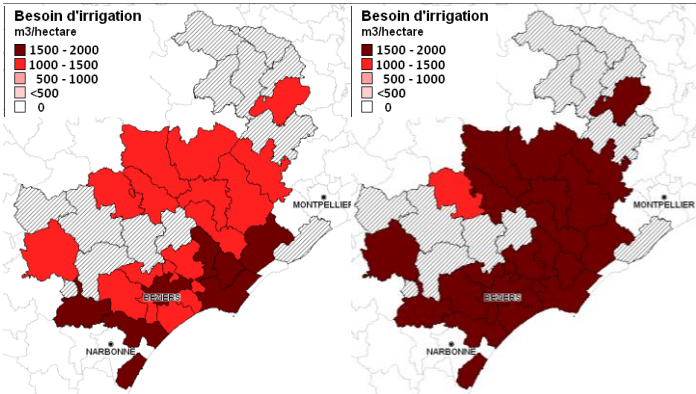 Besoin d'irrigation
m3/hectare
1500 - 2000
1000 - 1500
500 - 1000
<500
0
MONTPELLIER
BEZIERS
NARBONNE
Besoin d'irrigation
m3/hectare
1500 - 2000
1000 - 1500
500 - 1000
<500
0
MONTPELLIER
BEZIERS
NARBONNE